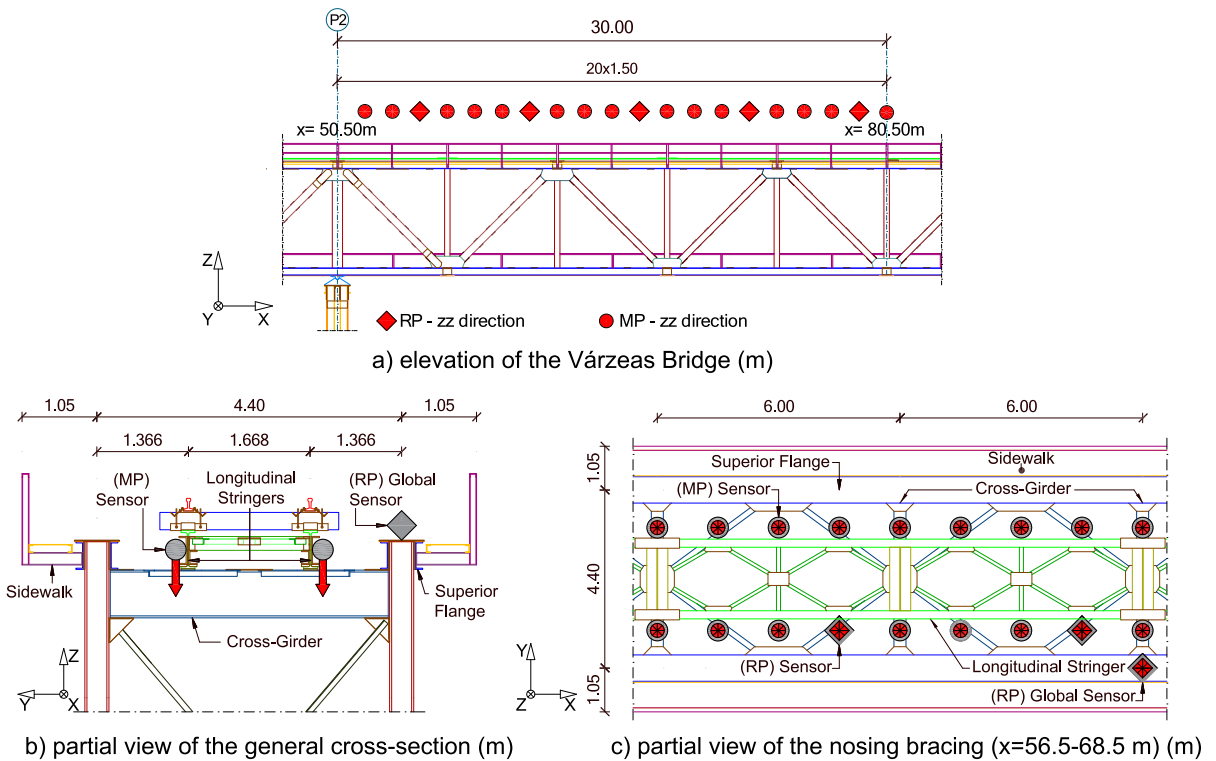 P2
30.00
20x1.50
x= 50.50m
x= 80.50m
Z
Y
X
RP - zz direction
MP - zz direction
a) elevation of the Várzeas Bridge (m)
1.05
4.40
1.05
1.366
1.668
1.366
(MP)
Sensor
Longitudinal
Stringers
(RP) Global
Sensor
Sidewalk
Superior
Flange
Cross-Girder
Z
Y
X
b) partial view of the general cross-section (m)
6.00
6.00
1.05
4.40
1.05
Superior Flange
Sidewalk
(MP) Sensor
Cross-Girder
(RP) Sensor
Longitudinal Stringer
(RP) Global Sensor
Y
Z
X
c) partial view of the nosing bracing (x=56.5-68.5 m) (m)